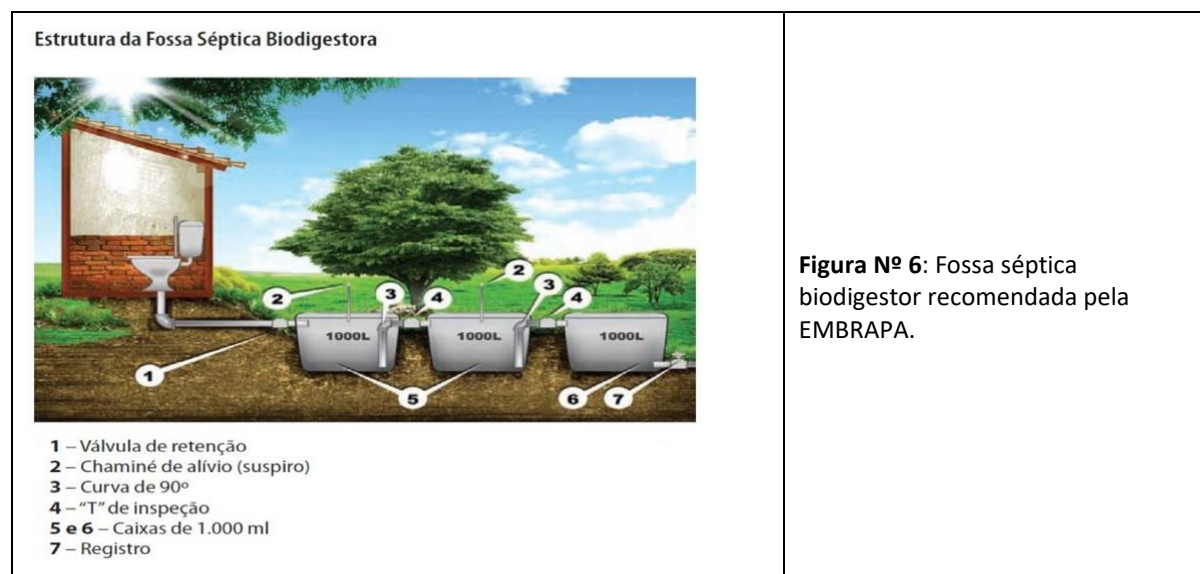 Estrutura da Fossa Séptica Biodigestora
2
3
4
2
3
4
1000L
1000L
1000L
1
5
6
7
1 – Válvula de retenção
2 – Chaminé de alívio (suspiro)
3 – Curva de 90º
4 – "T" de inspeção
5 e 6 – Caixas de 1.000 ml
7 – Registro
Figura Nº 6: Fossa séptica
biodigestor recomendada pela
EMBRAPA.